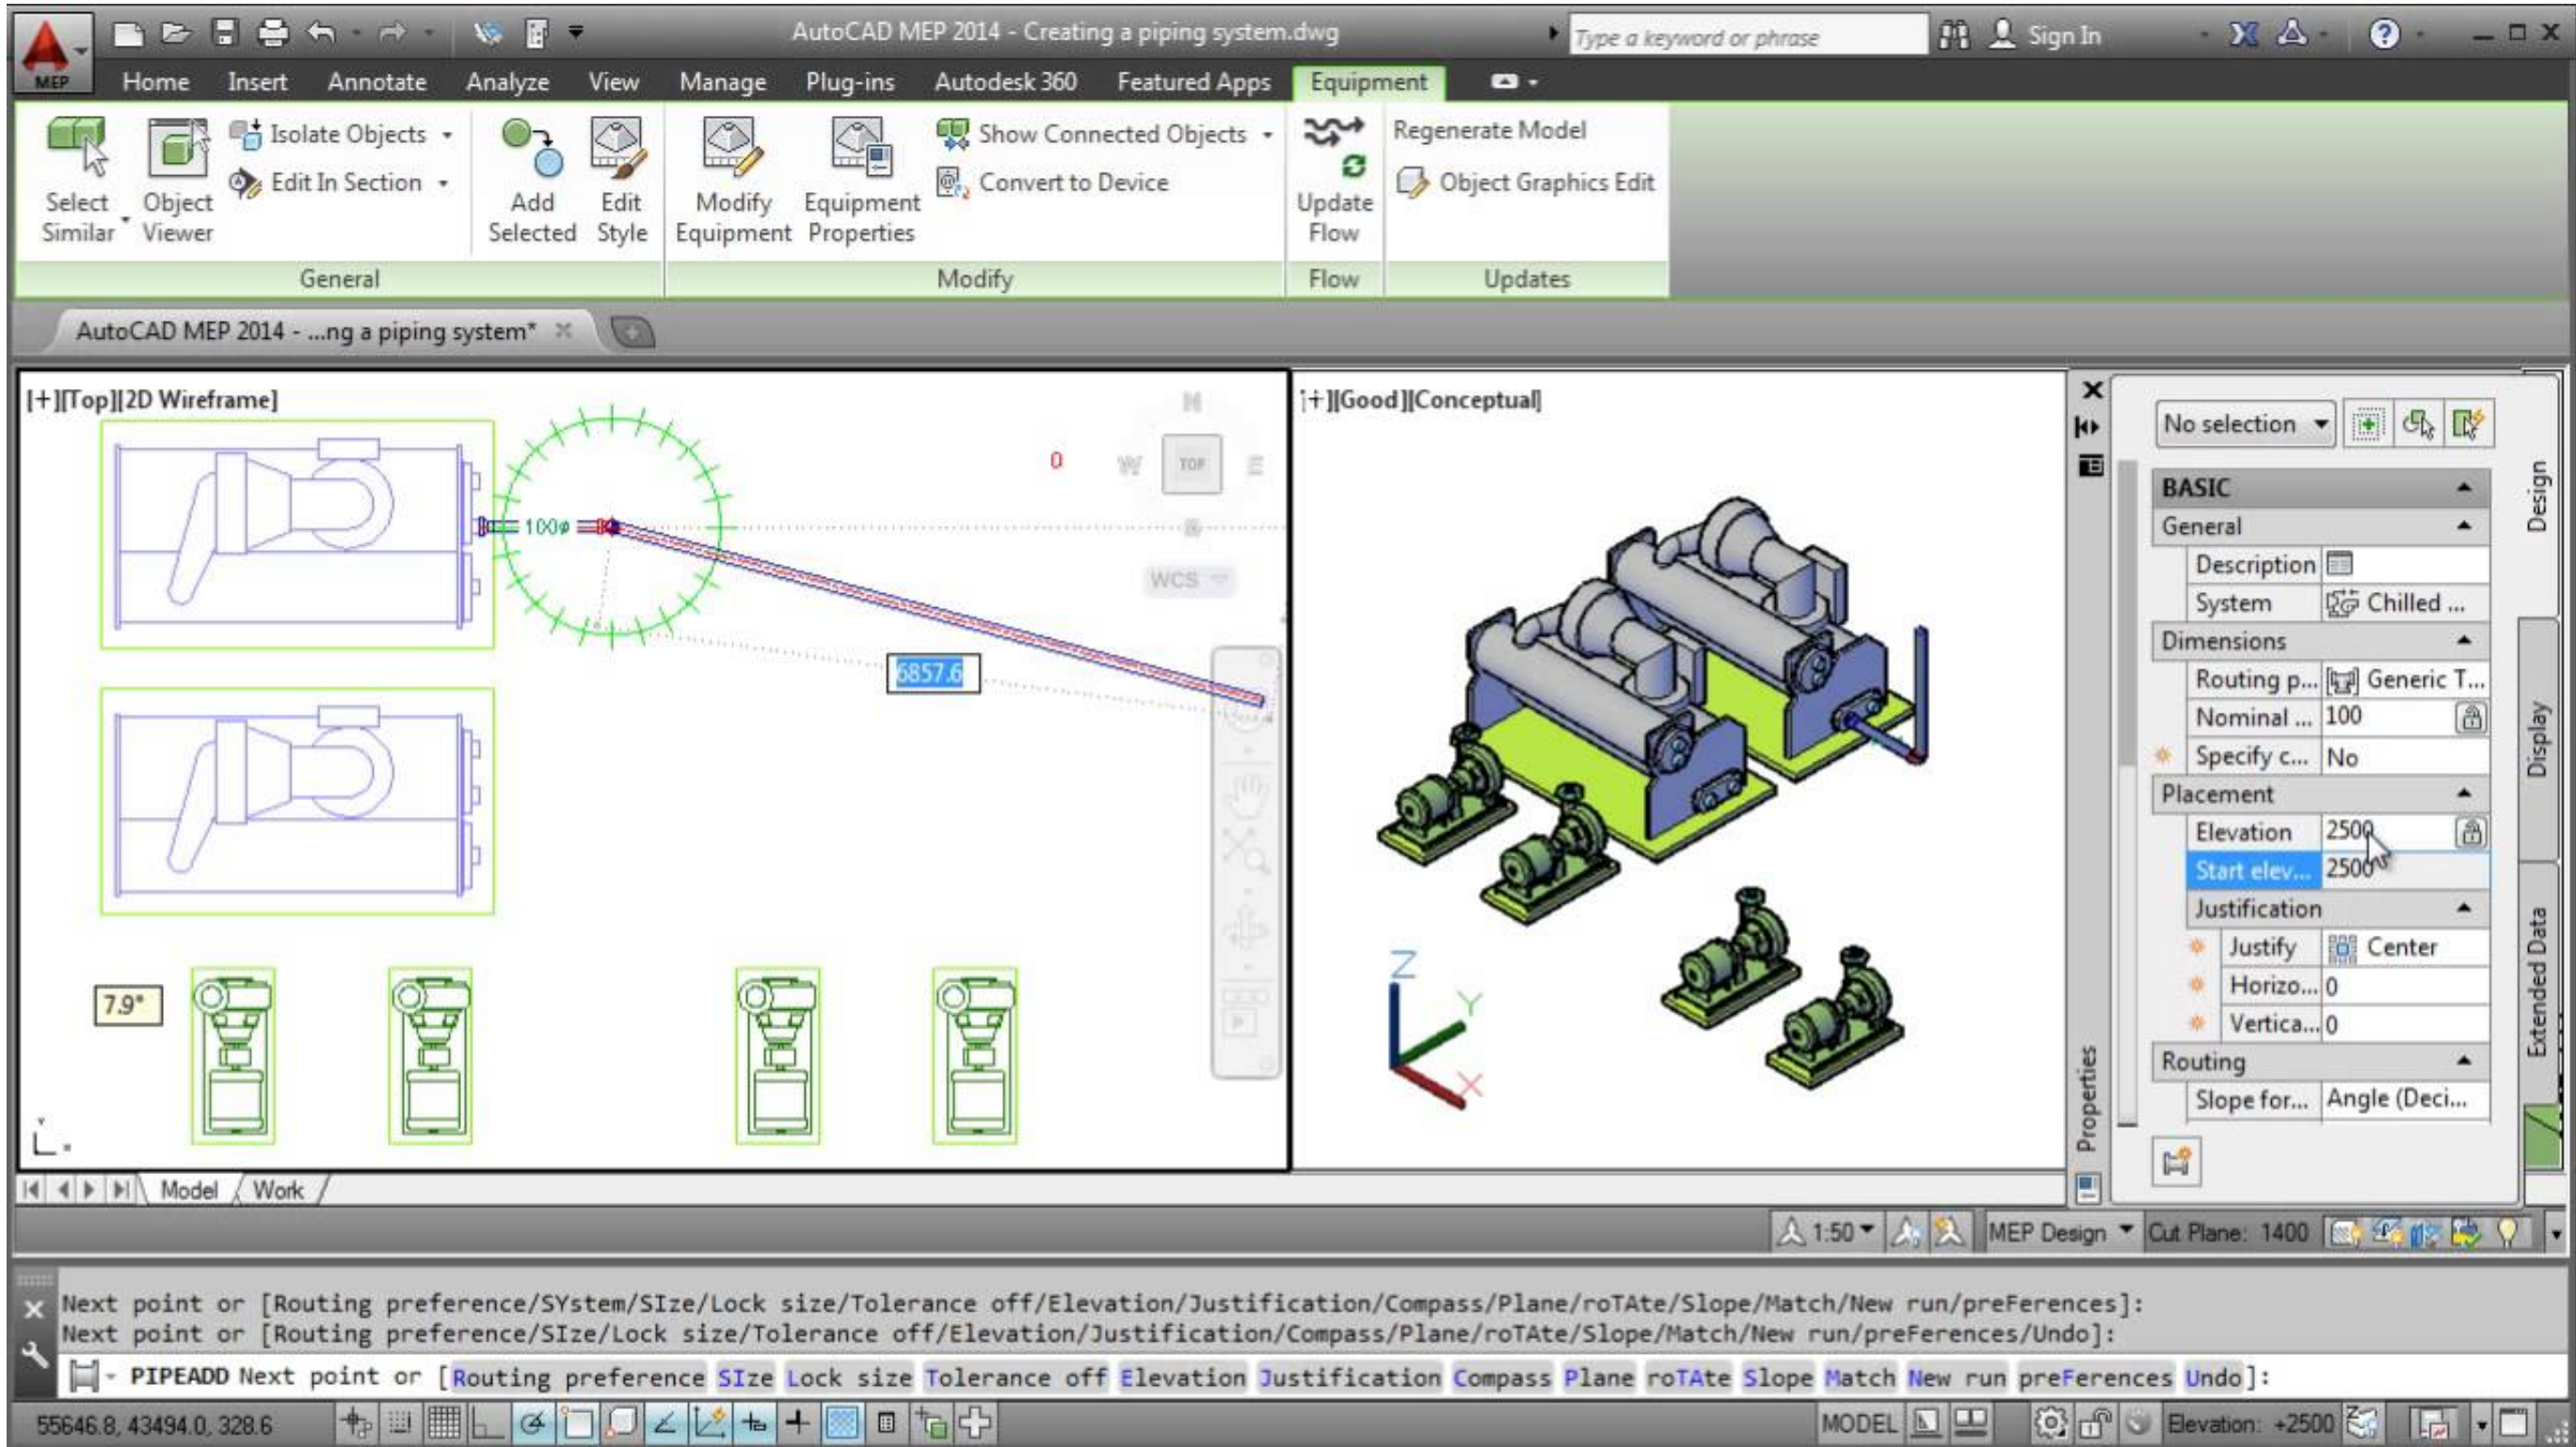 AutoCAD MEP 2014 - Creating a piping system.dwg
Type a keyword or phrase
Sign In
MEP
Home Insert Annotate Analyze View Manage Plug-ins Autodesk 360 Featured Apps Equipment
Select Similar
Object Viewer
Isolate Objects
Edit In Section
Add Selected
Edit Style
Modify Equipment
Equipment Properties
Show Connected Objects
Convert to Device
Update Flow
Regenerate Model
Object Graphics Edit
General Modify Flow Updates
AutoCAD MEP 2014 - ...ng a piping system*
[+][Top][2D Wireframe]
100ø
0
N
W TOP E
WCS
6857.6
7.9°
Y
X
[+][Good][Conceptual]
Z
Y
X
No selection
BASIC
General
Description
System Chilled ...
Dimensions
Routing p... Generic T...
Nominal ... 100
Specify c... No
Placement
Elevation 2500
Start elev... 2500
Justification
Justify Center
Horizo... 0
Vertica... 0
Routing
Slope for... Angle (Deci...
Design
Display
Extended Data
Properties
Model Work
1:50 MEP Design Cut Plane: 1400
Next point or [Routing preference/SYstem/SIze/Lock size/Tolerance off/Elevation/Justification/Compass/Plane/roTAte/Slope/Match/New run/preFerences]:
Next point or [Routing preference/SIze/Lock size/Tolerance off/Elevation/Justification/Compass/Plane/roTAte/Slope/Match/New run/preFerences/Undo]:
PIPEADD Next point or [Routing preference SIze Lock size Tolerance off Elevation Justification Compass Plane roTAte Slope Match New run preFerences Undo]:
55646.8, 43494.0, 328.6
MODEL
Elevation: +2500